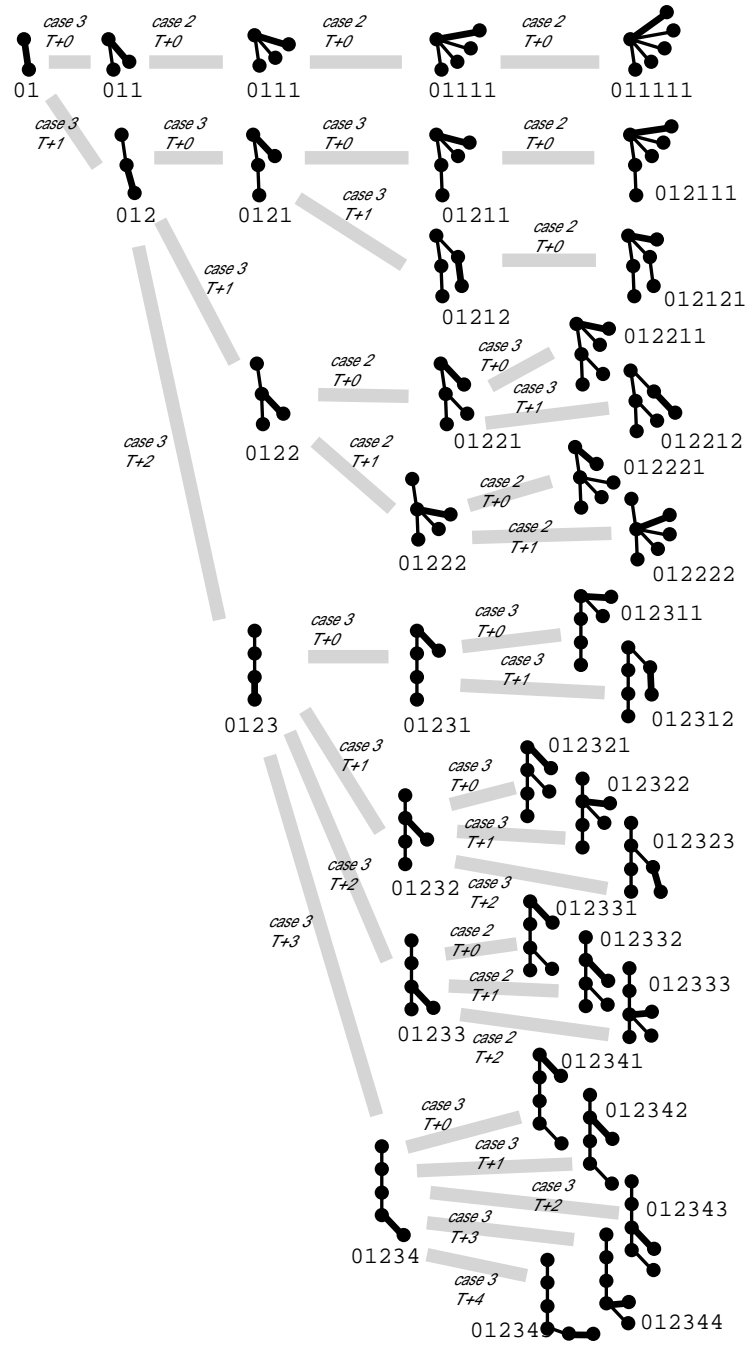 case 3
T+0
case 2
T+0
case 2
T+0
case 2
T+0
01
011
0111
01111
011111
case 3
T+1
case 3
T+0
case 3
T+0
case 2
T+0
012
0121
01211
012111
case 3
T+1
case 2
T+0
01212
012121
case 3
T+1
case 2
T+0
case 3
T+0
012211
case 3
T+1
0122
01221
012212
case 3
T+2
case 2
T+1
case 2
T+0
012221
case 2
T+1
01222
012222
case 3
T+0
case 3
T+0
012311
case 3
T+1
0123
01231
012312
case 3
T+1
case 3
T+0
012321
012322
case 3
T+1
012323
01232
case 3
T+2
case 3
T+2
012331
case 2
T+0
012332
case 2
T+1
012333
01233
case 2
T+2
case 3
T+3
012341
case 3
T+0
012342
case 3
T+1
case 3
T+2
012343
01234
case 3
T+3
case 3
T+4
012344
012345